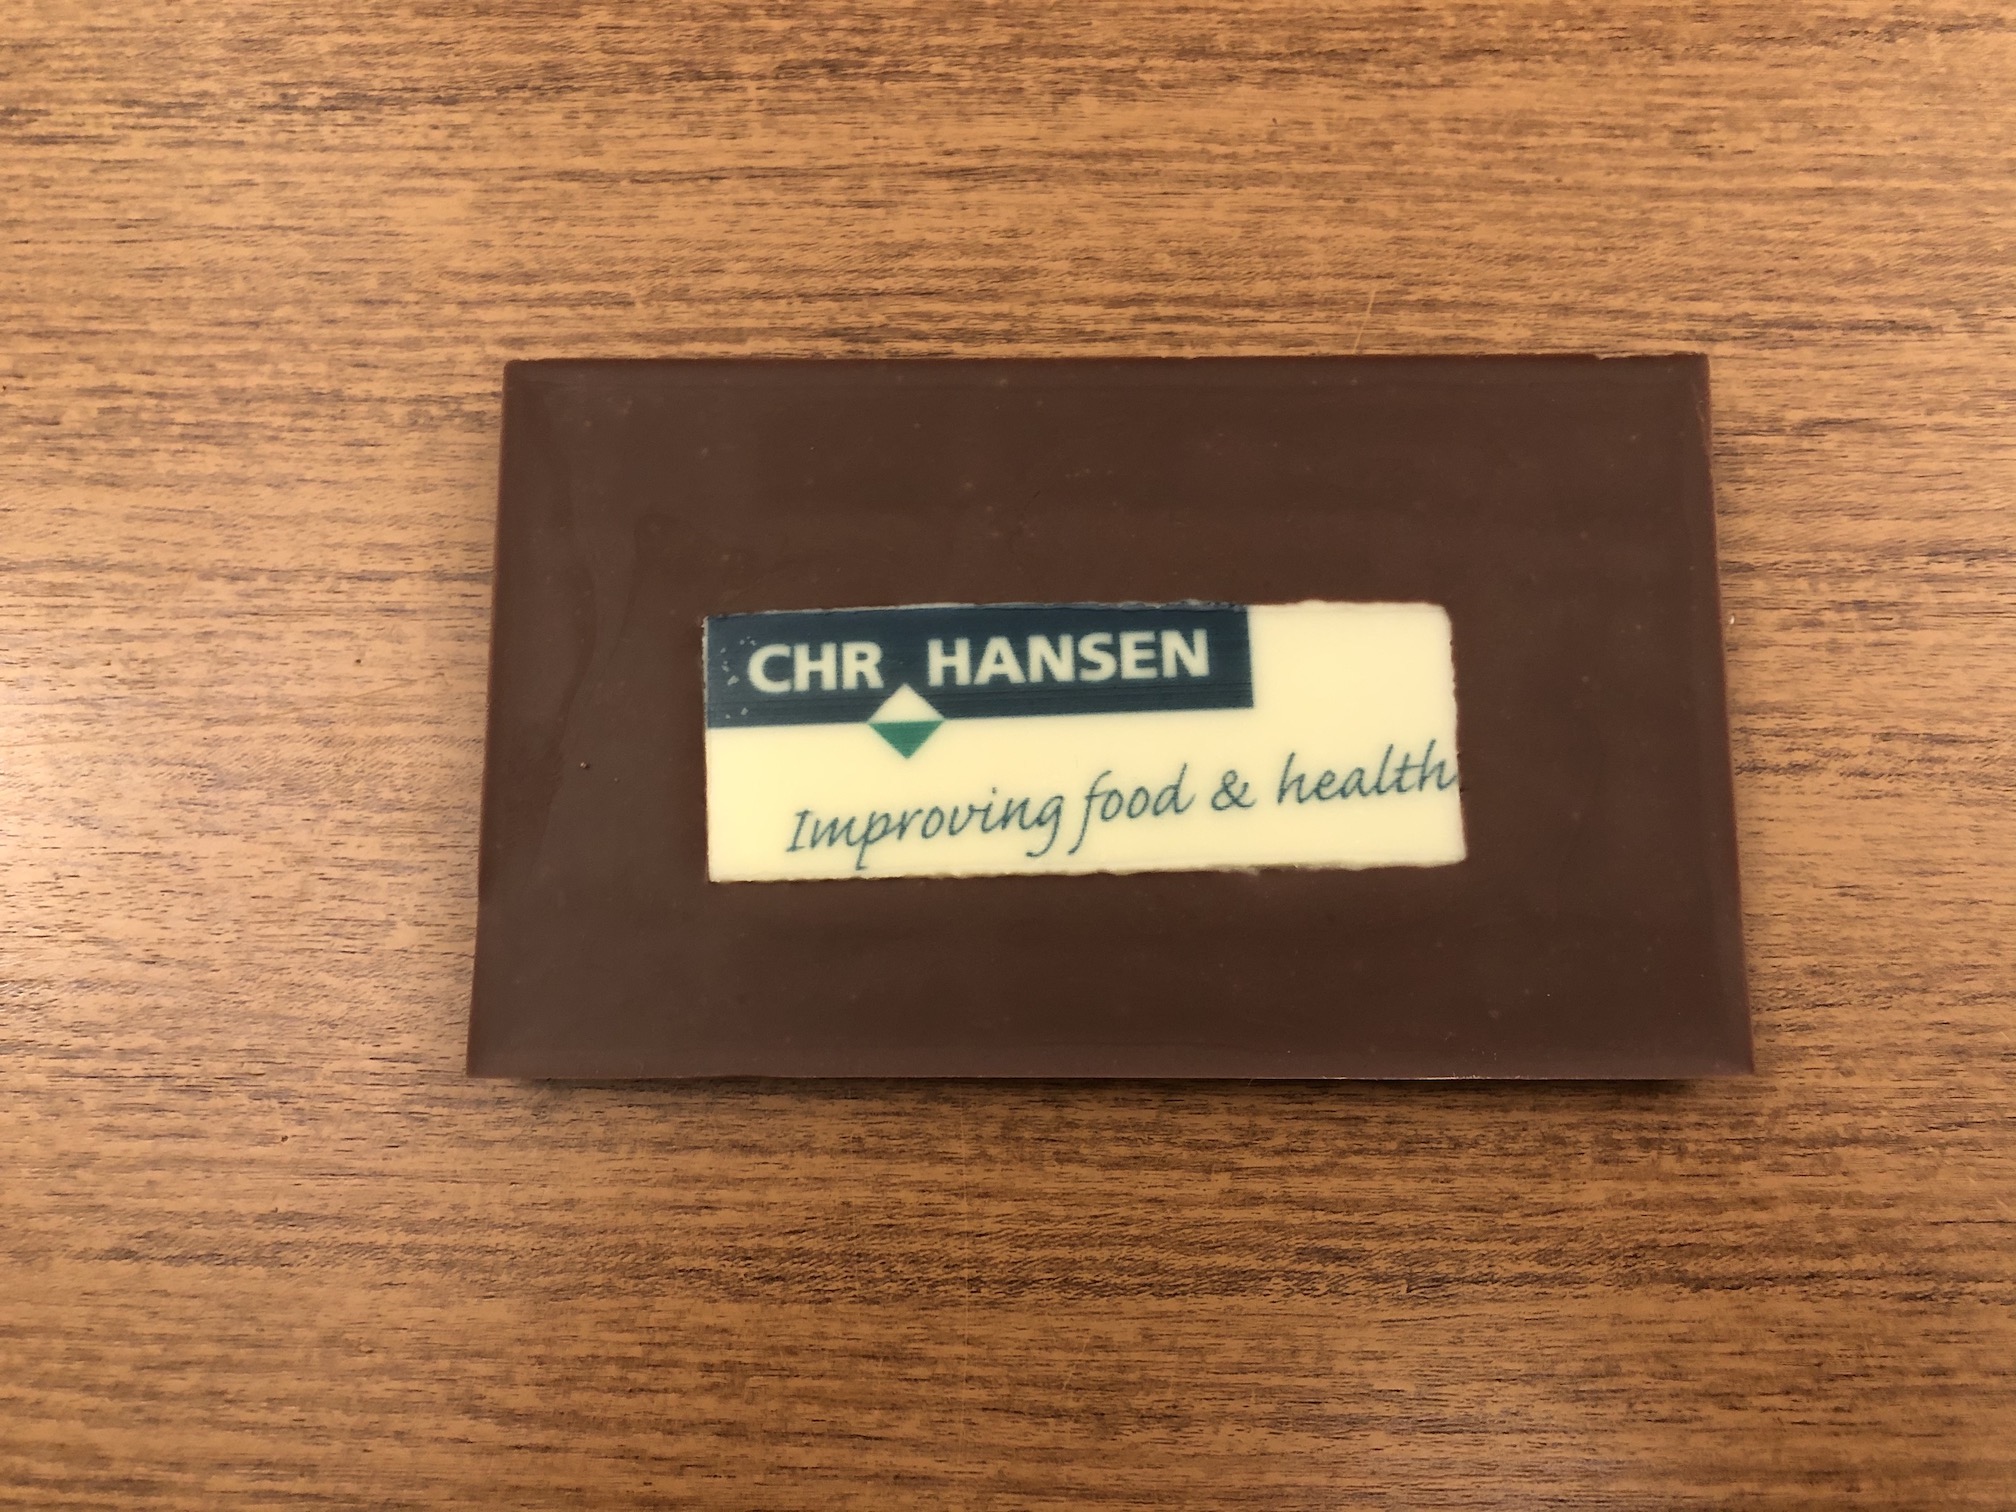 CHR HANSEN
Improving food & health